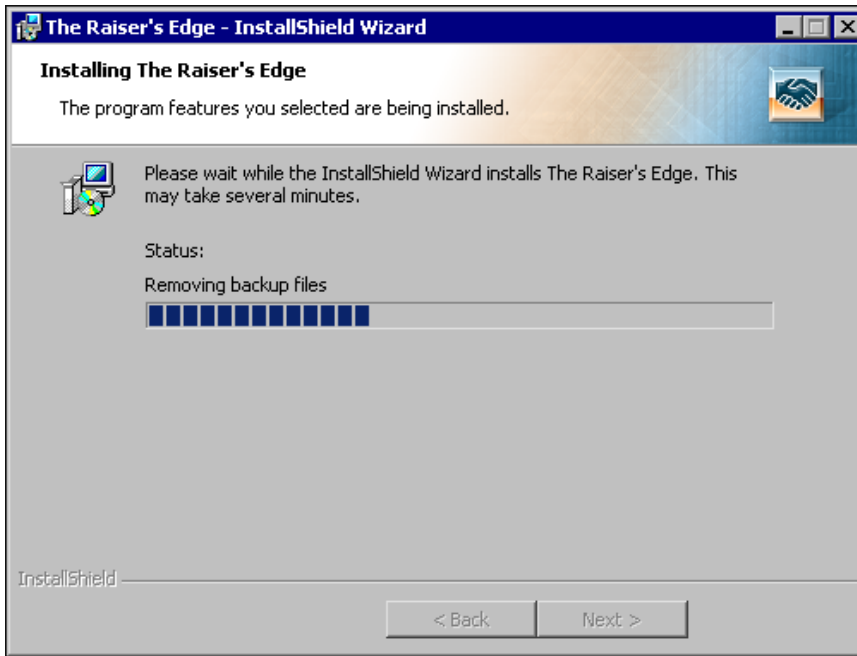 The Raiser's Edge - InstallShield Wizard
Installing The Raiser's Edge
The program features you selected are being installed.
Please wait while the InstallShield Wizard installs The Raiser's Edge. This
may take several minutes.
Status:
Removing backup files
InstallShield
< Back
Next >